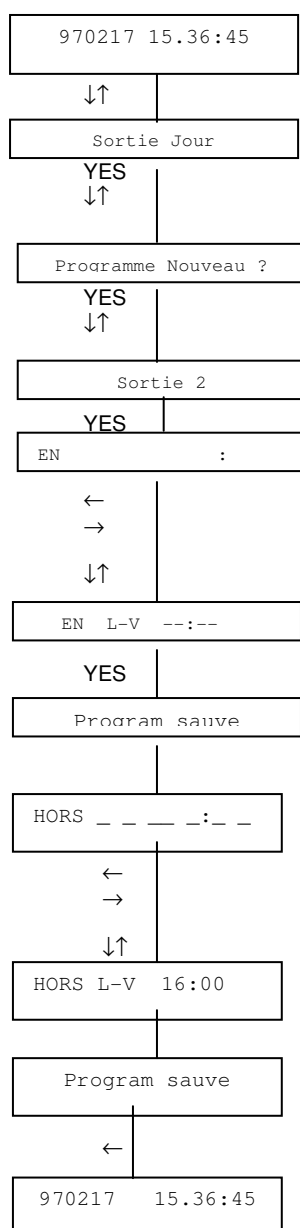 970217 15.36:45
↓↑
Sortie Jour
YES
↓↑
Programme Nouveau ?
YES
↓↑
Sortie 2
YES
EN :
←
→
↓↑
EN L-V --:--
YES
Program sauve
HORS _ _ __ _:_ _
←
→
↓↑
HORS L-V 16:00
Program sauve
←
970217 15.36:45